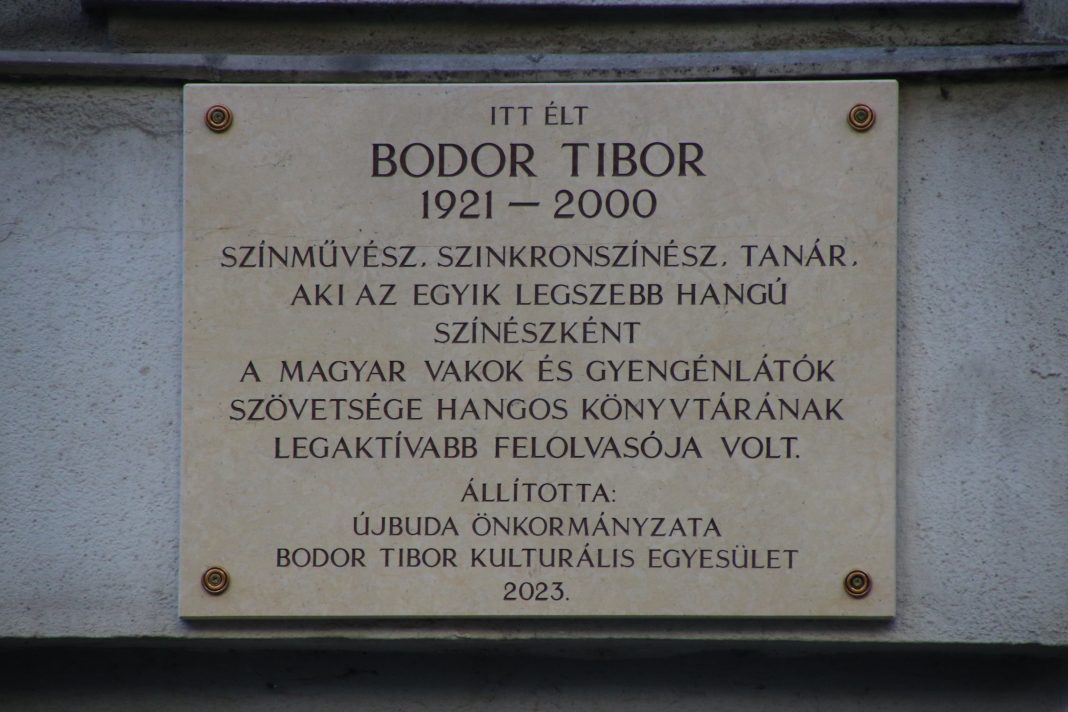 ITT ÉLT
BODOR TIBOR
1921 – 2000
SZÍNMŰVÉSZ, SZINKRONSZÍNÉSZ, TANÁR,
AKI AZ EGYIK LEGSZEBB HANGÚ
SZÍNÉSZKÉNT
A MAGYAR VAKOK ÉS GYENGÉNLÁTÓK
SZÖVETSÉGE HANGOS KÖNYVTÁRÁNAK
LEGAKTÍVABB FELOLVASÓJA VOLT.
ÁLLÍTOTTA:
ÚJBUDA ÖNKORMÁNYZATA
BODOR TIBOR KULTURÁLIS EGYESÜLET
2023.